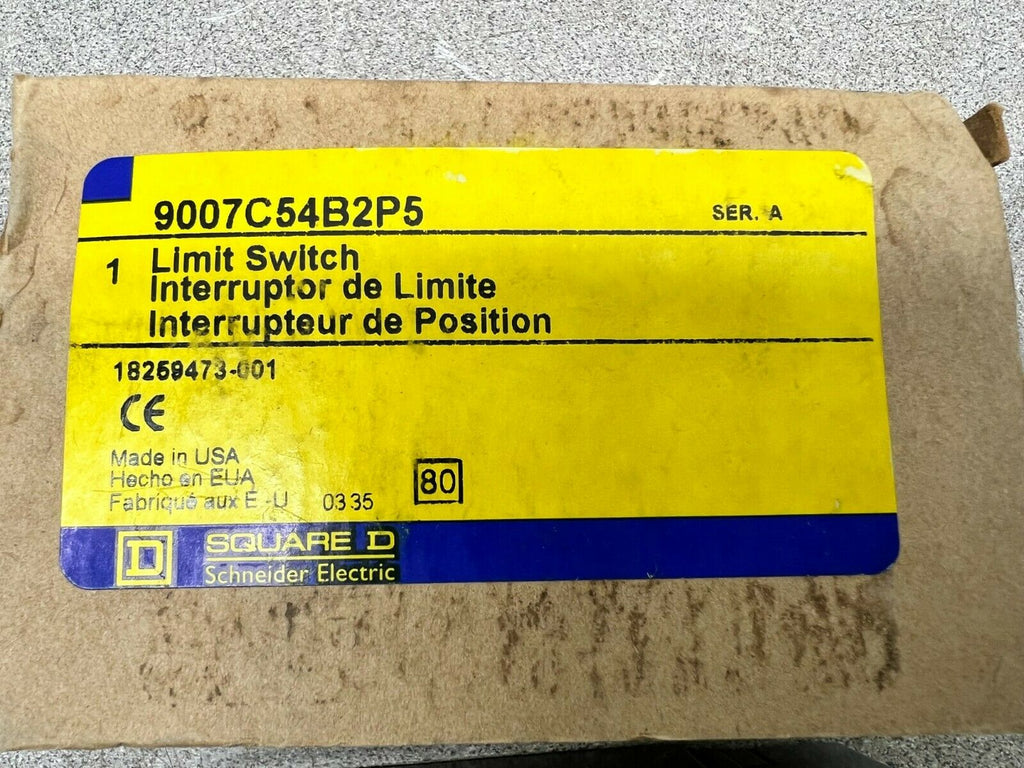 9007C54B2P5 SER. A
1 Limit Switch
Interruptor de Limite
Interrupteur de Position
18259473-001
CE
Made in USA
Hecho en EUA
Fabriqué aux E-U 0335 80
D SQUARE D
Schneider Electric